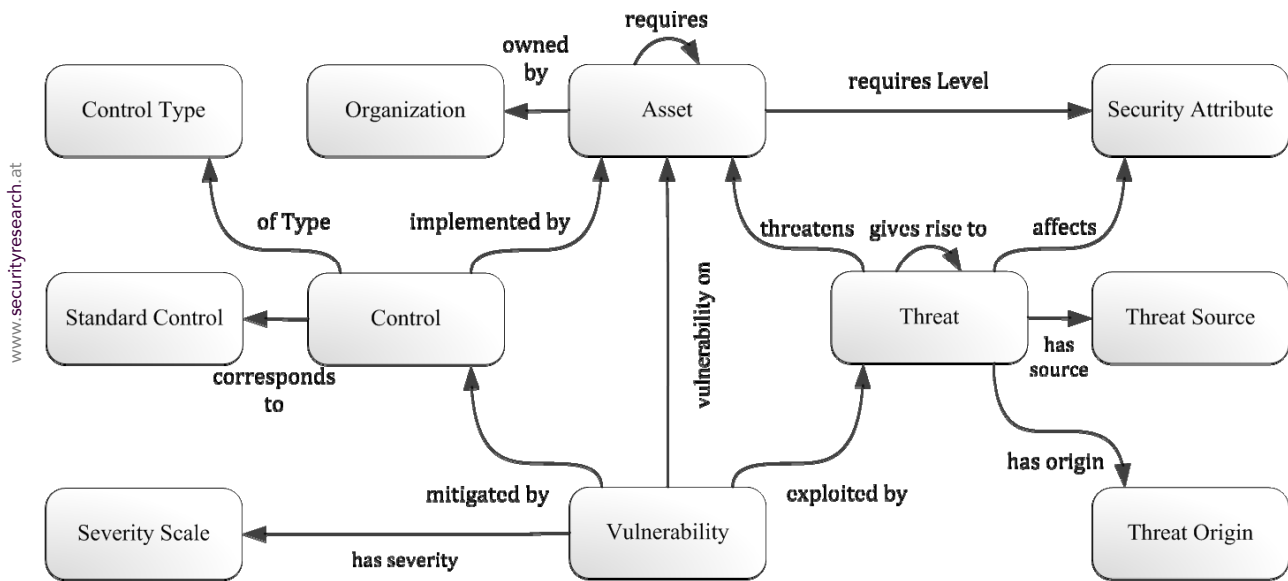 requires
owned
by
requires Level
Control Type
Organization
Asset
Security Attribute
of Type
implemented by
threatens
gives rise to
affects
vulnerability on
www.securityresearch.at
Standard Control
Control
Threat
Threat Source
corresponds
to
has
source
mitigated by
exploited by
has origin
Severity Scale
has severity
Vulnerability
Threat Origin